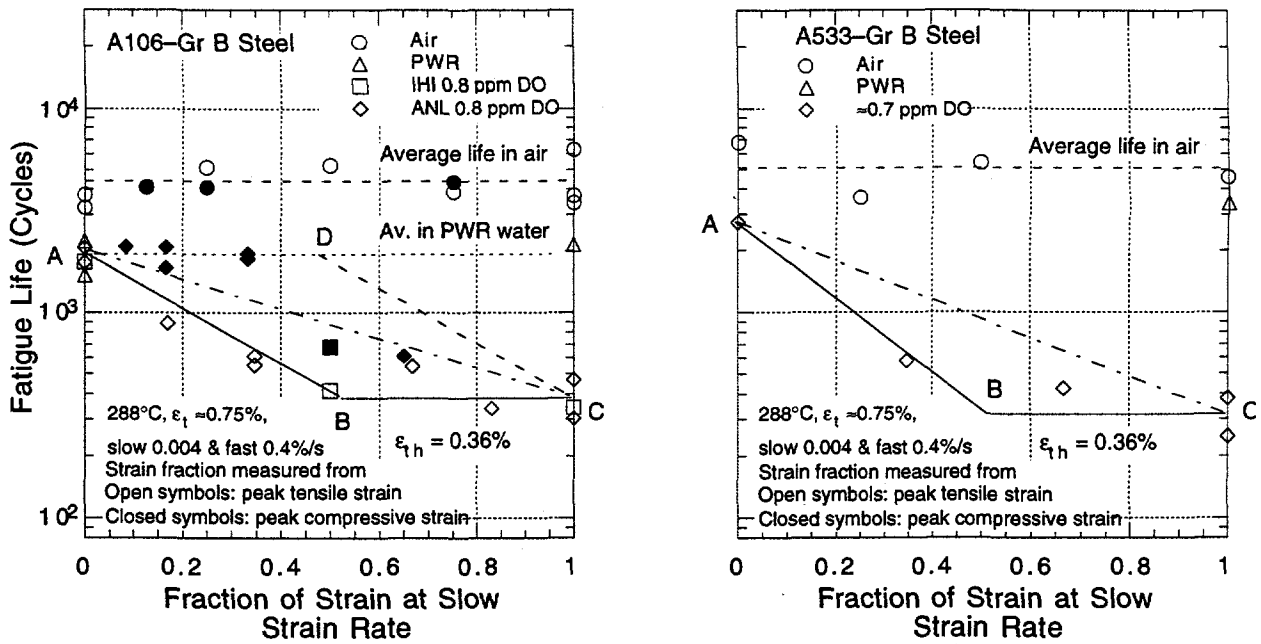 A106–Gr B Steel
Air
PWR
IHI 0.8 ppm DO
ANL 0.8 ppm DO
Average life in air
Av. in PWR water
A
D
B
C
288°C, εt ≈0.75%,
slow 0.004 & fast 0.4%/s
εth = 0.36%
Strain fraction measured from
Open symbols: peak tensile strain
Closed symbols: peak compressive strain
10^4
10^3
10^2
Fatigue Life (Cycles)
0 0.2 0.4 0.6 0.8 1
Fraction of Strain at Slow
Strain Rate
A533–Gr B Steel
Air
PWR
≈0.7 ppm DO
Average life in air
A
B
C
288°C, εt ≈0.75%,
slow 0.004 & fast 0.4%/s
εth = 0.36%
Strain fraction measured from
Open symbols: peak tensile strain
Closed symbols: peak compressive strain
0 0.2 0.4 0.6 0.8 1
Fraction of Strain at Slow
Strain Rate